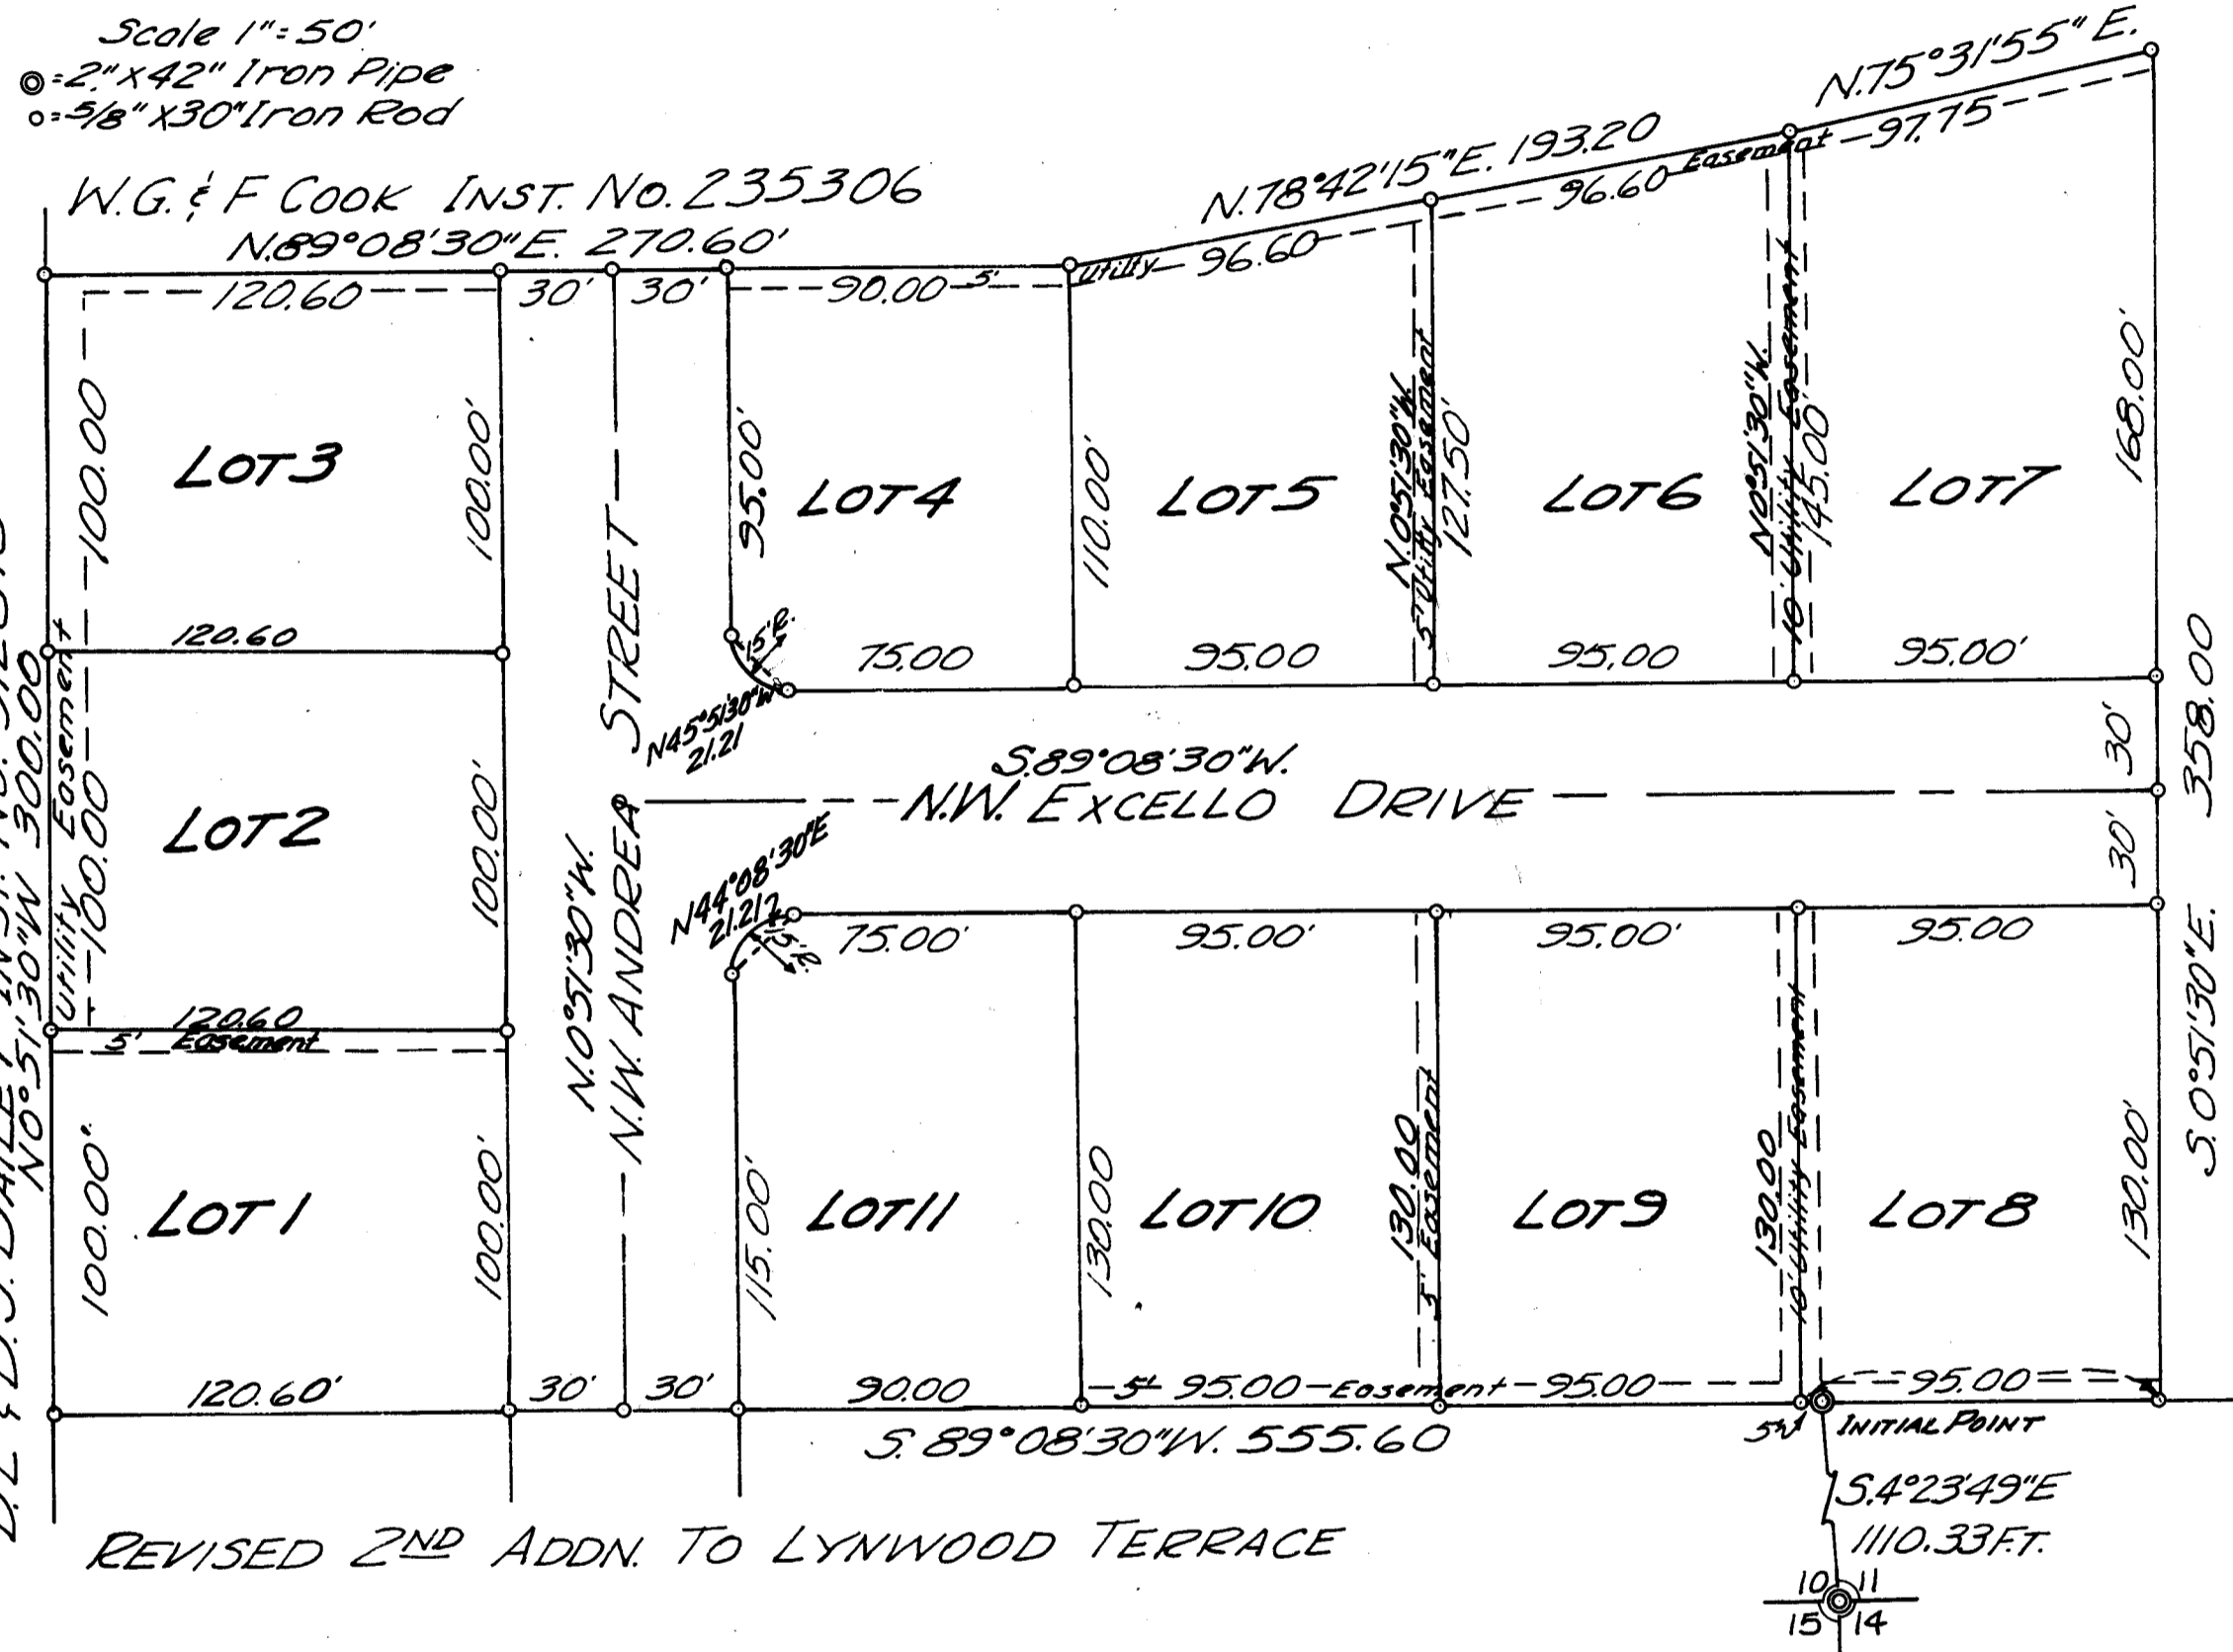 Scale 1"=50'
=2"x42" Iron Pipe
=5/8"x30" Iron Rod
W.G. & F COOK INST. No. 235306
N.89°08'30"E. 270.60'
N.78°42'15"E. 193.20
N.75°31'55"E.
120.60
30'
30'
90.00
5'
Utility
96.60
96.60
Easement
97.75
100.00
LOT 3
100.00'
STREET
95.00'
LOT 4
110.00'
LOT 5
N.0°51'30"W.
5' Utility Easement
127.50'
LOT 6
N0°51'30"W.
10' Utility Easement
145.00'
LOT 7
168.00'
120.60
15'R.
N45°51'30"W
21.21
75.00
95.00
95.00
95.00'
N0°51'30"W 300.00
Utility Easement
100.00
LOT 2
100.00'
S.89°08'30"W.
N.W. EXCELLO DRIVE
30'
30'
358.00
S.0°51'30"E.
N.0°51'30"W.
N.W. ANDREA
N44°08'30"E
21.21
15'R.
75.00'
95.00'
95.00'
95.00
120.60
5' Easement
100.00'
LOT 1
100.00'
115.00'
LOT 11
130.00
LOT 10
130.00
5' Easement
LOT 9
130.00
10' Utility Easement
LOT 8
130.00'
120.60'
30'
30'
90.00
5' 95.00 Easement 95.00
95.00
S. 89°08'30"W. 555.60
INITIAL POINT
S.4°23'49"E
1110.33 FT.
REVISED 2ND ADDN. TO LYNWOOD TERRACE
10 11
15 14